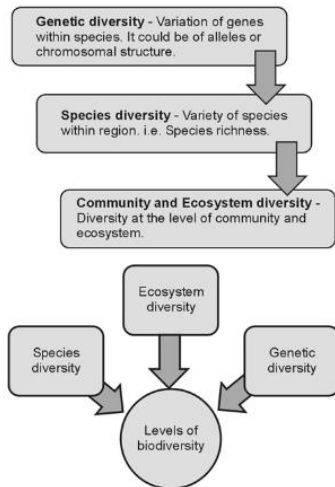 Genetic diversity - Variation of genes
within species. It could be of alleles or
chromosomal structure.
Species diversity - Variety of species
within region. i.e. Species richness.
Community and Ecosystem diversity -
Diversity at the level of community and
ecosystem.
Ecosystem
diversity
Species
diversity
Genetic
diversity
Levels of
biodiversity